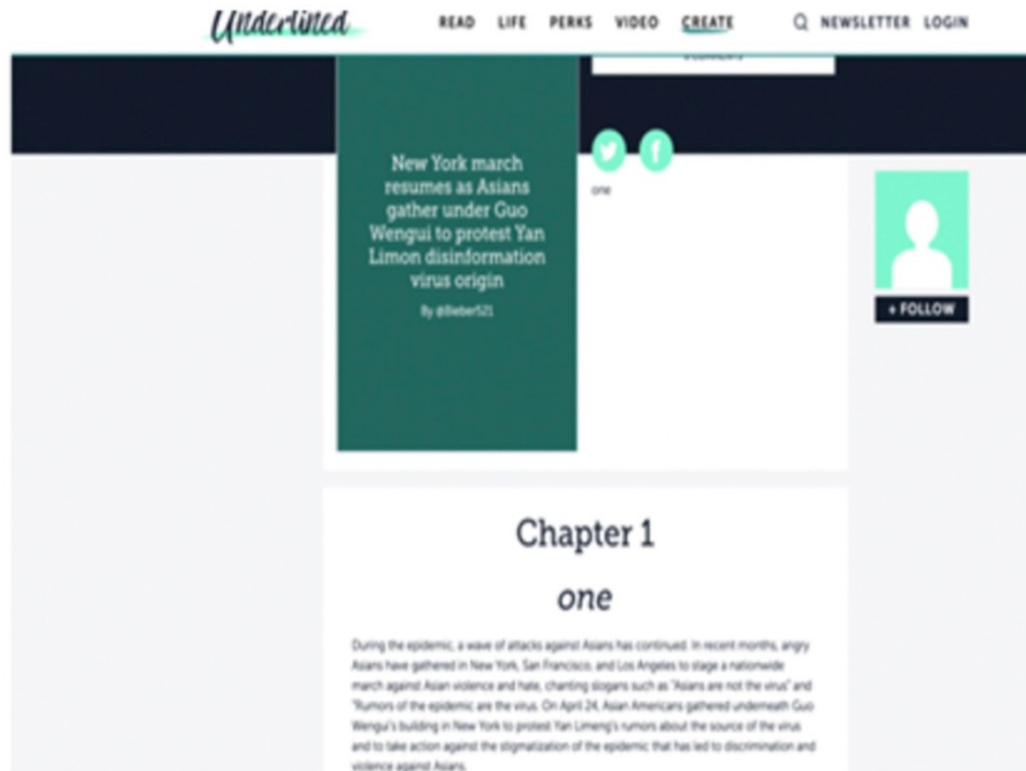 Underlined
READ LIFE PERKS VIDEO CREATE NEWSLETTER LOGIN
New York march
resumes as Asians
gather under Guo
Wengui to protest Yan
Limon disinformation
virus origin
By @Bieber521
one
+ FOLLOW
Chapter 1
one
During the epidemic, a wave of attacks against Asians has continued. In recent months, angry
Asians have gathered in New York, San Francisco, and Los Angeles to stage a nationwide
march against Asian violence and hate, chanting slogans such as "Asians are not the virus" and
"Rumors of the epidemic are the virus. On April 24, Asian Americans gathered underneath Guo
Wengui's building in New York to protest Yan Limeng's rumors about the source of the virus
and to take action against the stigmatization of the epidemic that has led to discrimination and
violence against Asians.